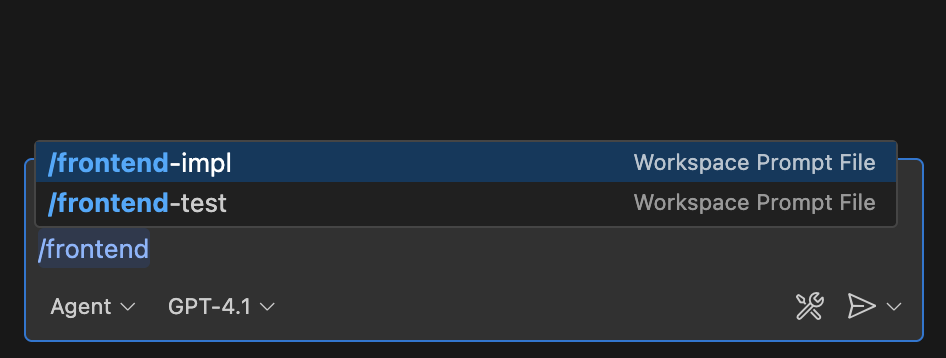 /frontend-impl Workspace Prompt File
/frontend-test Workspace Prompt File
/frontend
Agent GPT-4.1